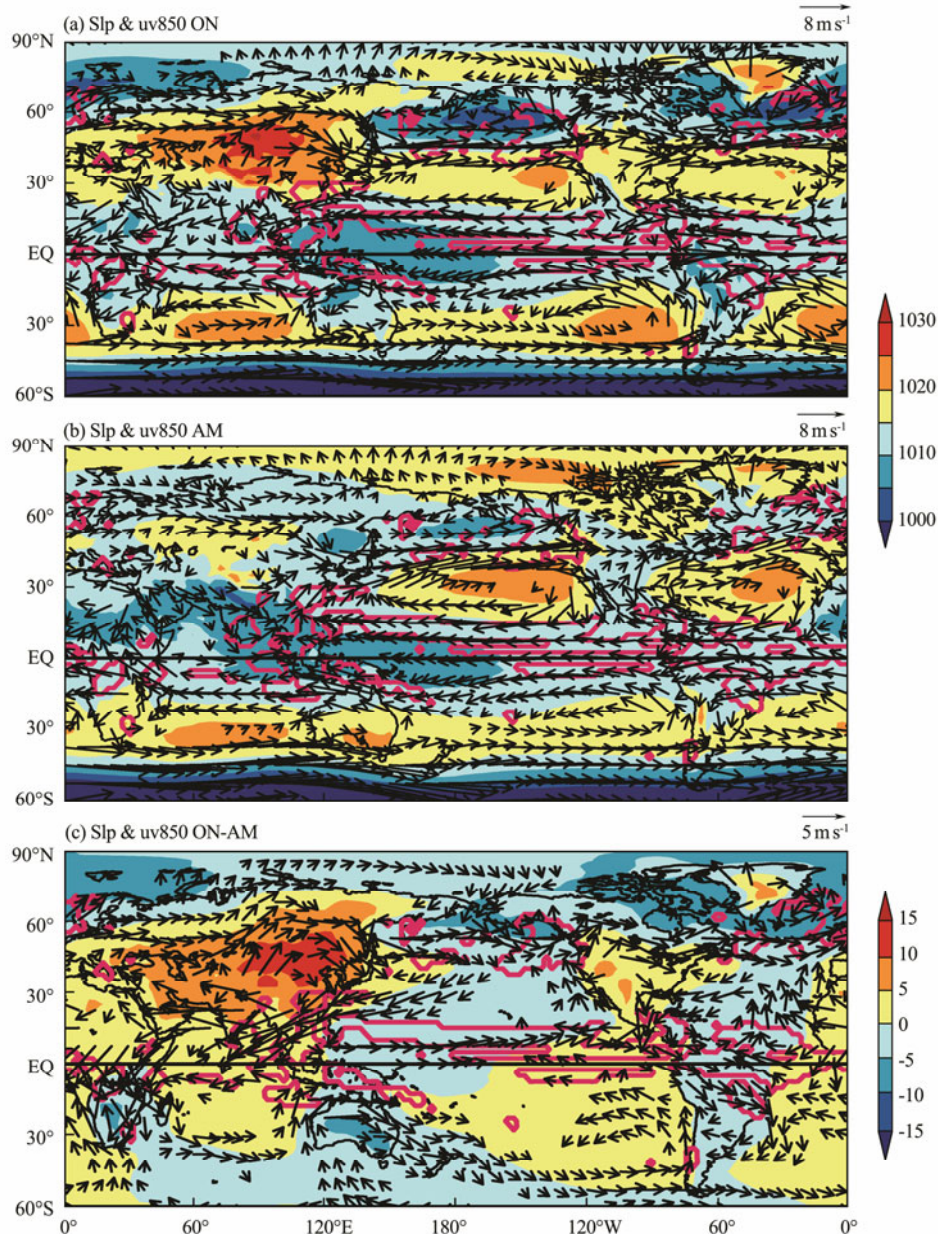 (a) Slp & uv850 ON
8 m s⁻¹
90°N
60°
30°
EQ
30°
60°S
(b) Slp & uv850 AM
8 m s⁻¹
90°N
60°
30°
EQ
30°
60°S
1030
1020
1010
1000
(c) Slp & uv850 ON-AM
5 m s⁻¹
90°N
60°
30°
EQ
30°
60°S
0° 60° 120°E 180° 120°W 60° 0°
15
10
5
0
-5
-10
-15